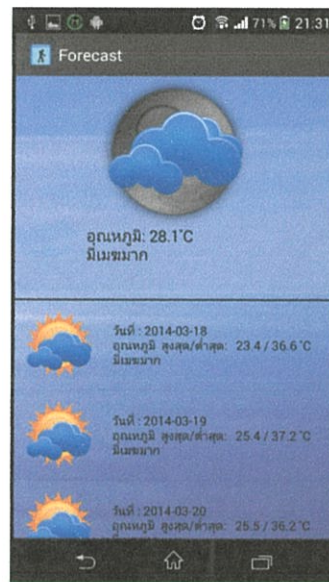 71% 21:31
Forecast
อุณหภูมิ: 28.1°C
มีเมฆมาก
วันที่ : 2014-03-18
อุณหภูมิ สูงสุด/ต่ำสุด: 23.4 / 36.6 °C
มีเมฆมาก
วันที่ : 2014-03-19
อุณหภูมิ สูงสุด/ต่ำสุด: 25.4 / 37.2 °C
มีเมฆมาก
วันที่ : 2014-03-20
อุณหภูมิ สูงสุด/ต่ำสุด: 25.5 / 36.2 °C